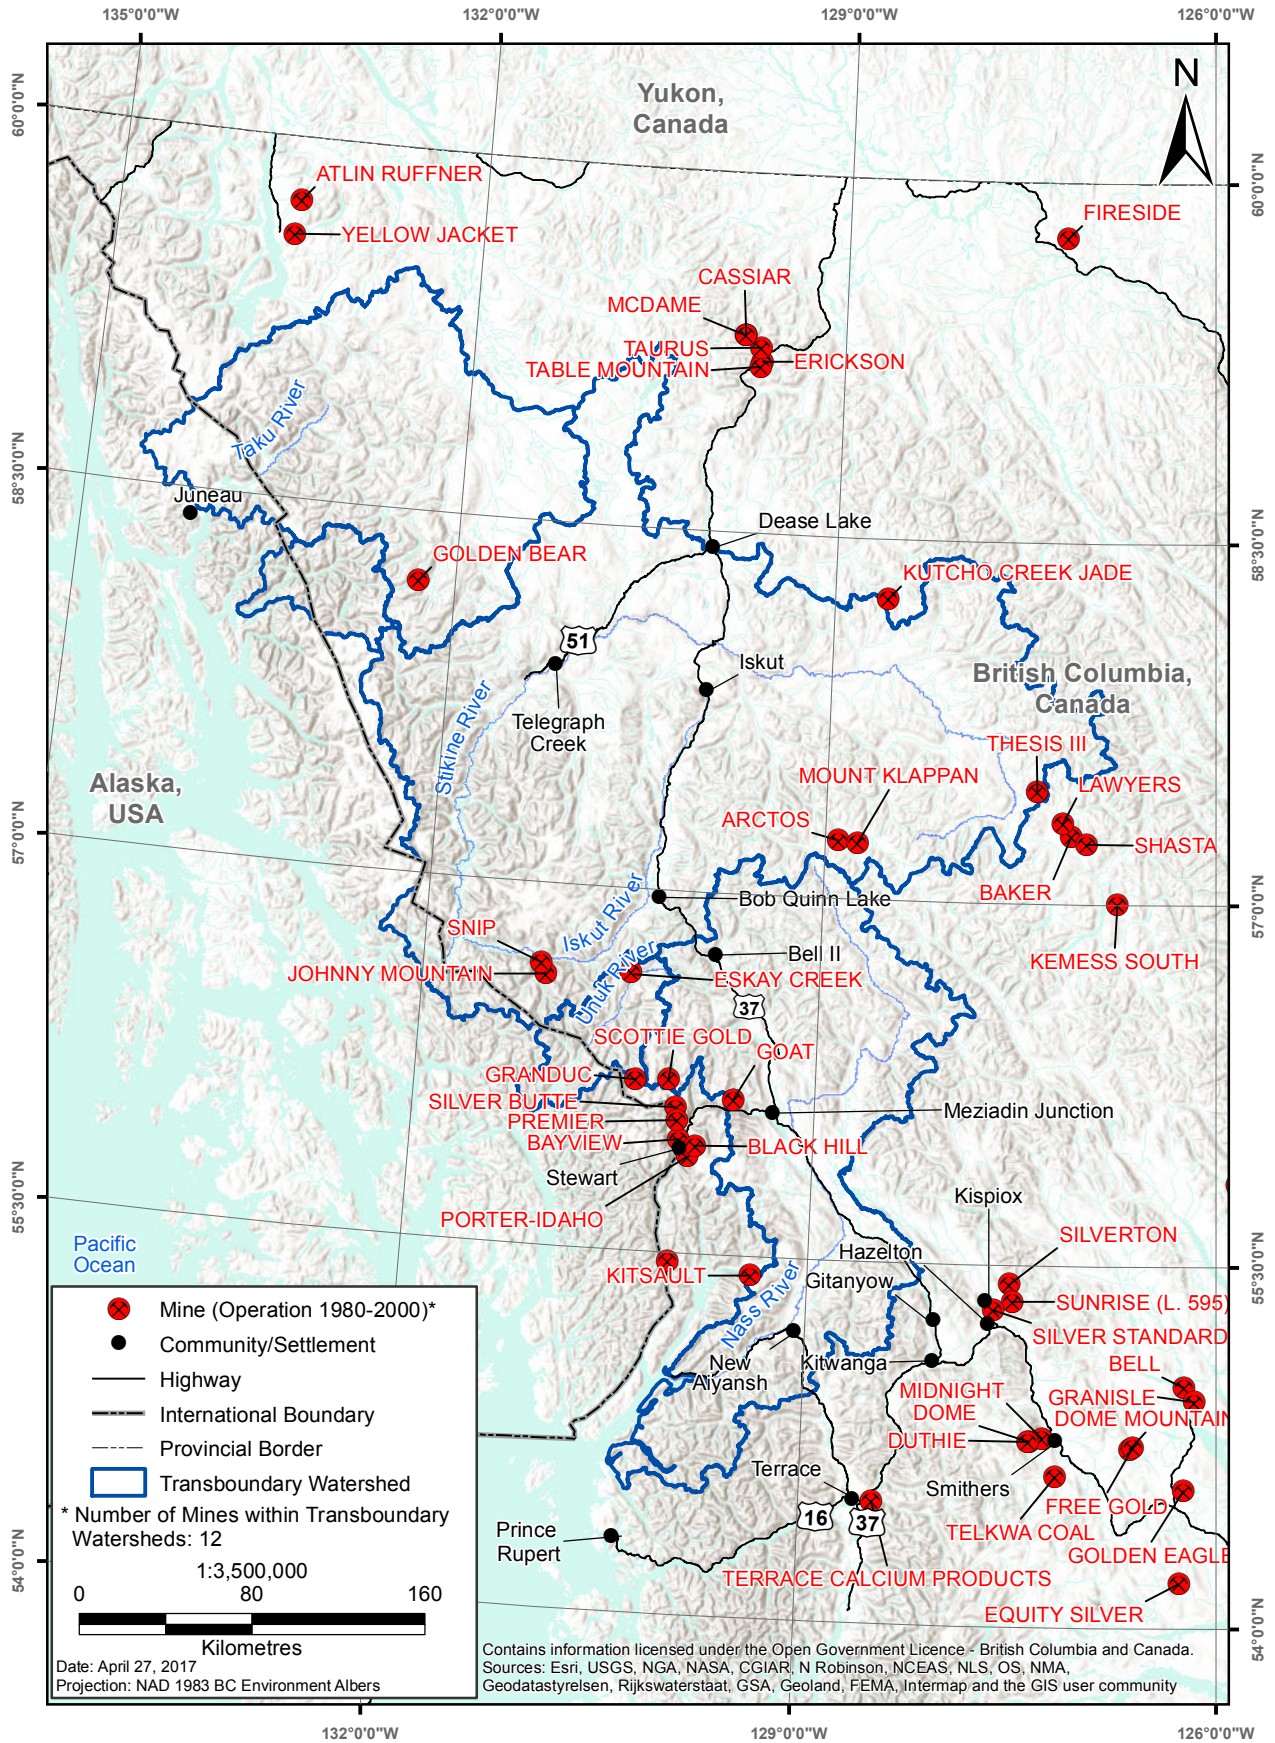 135°0'0"W
132°0'0"W
129°0'0"W
126°0'0"W
60°0'0"N
Yukon,
Canada
N
60°0'0"N
ATLIN RUFFNER
YELLOW JACKET
FIRESIDE
CASSIAR
MCDAME
TAURUS
ERICKSON
TABLE MOUNTAIN
Taku River
58°30'0"N
Juneau
Dease Lake
58°30'0"N
GOLDEN BEAR
KUTCHO CREEK JADE
51
Iskut
British Columbia,
Canada
Telegraph
Creek
Stikine River
THESIS III
Alaska,
USA
MOUNT KLAPPAN
LAWYERS
ARCTOS
57°0'0"N
SHASTA
BAKER
Bob Quinn Lake
57°0'0"N
SNIP
Iskut River
Bell II
KEMESS SOUTH
JOHNNY MOUNTAIN
Unuk River
ESKAY CREEK
37
SCOTTIE GOLD
GOAT
GRANDUC
SILVER BUTTE
Meziadin Junction
PREMIER
BAYVIEW
BLACK HILL
Stewart
Kispiox
55°30'0"N
PORTER-IDAHO
SILVERTON
Pacific
Ocean
Hazelton
KITSAULT
Gitanyow
55°30'0"N
Nass River
SUNRISE (L. 595)
SILVER STANDARD
New
Aiyansh
Kitwanga
BELL
MIDNIGHT
DOME
GRANISLE
DOME MOUNTAIN
DUTHIE
Terrace
Smithers
FREE GOLD
16
37
TELKWA COAL
Prince
Rupert
GOLDEN EAGLE
TERRACE CALCIUM PRODUCTS
EQUITY SILVER
54°0'0"N
54°0'0"N
Mine (Operation 1980-2000)*
Community/Settlement
Highway
International Boundary
Provincial Border
Transboundary Watershed
* Number of Mines within Transboundary
Watersheds: 12
1:3,500,000
0 80 160
Kilometres
Date: April 27, 2017
Projection: NAD 1983 BC Environment Albers
Contains information licensed under the Open Government Licence - British Columbia and Canada.
Sources: Esri, USGS, NGA, NASA, CGIAR, N Robinson, NCEAS, NLS, OS, NMA,
Geodatastyrelsen, Rijkswaterstaat, GSA, Geoland, FEMA, Intermap and the GIS user community
132°0'0"W
129°0'0"W
126°0'0"W